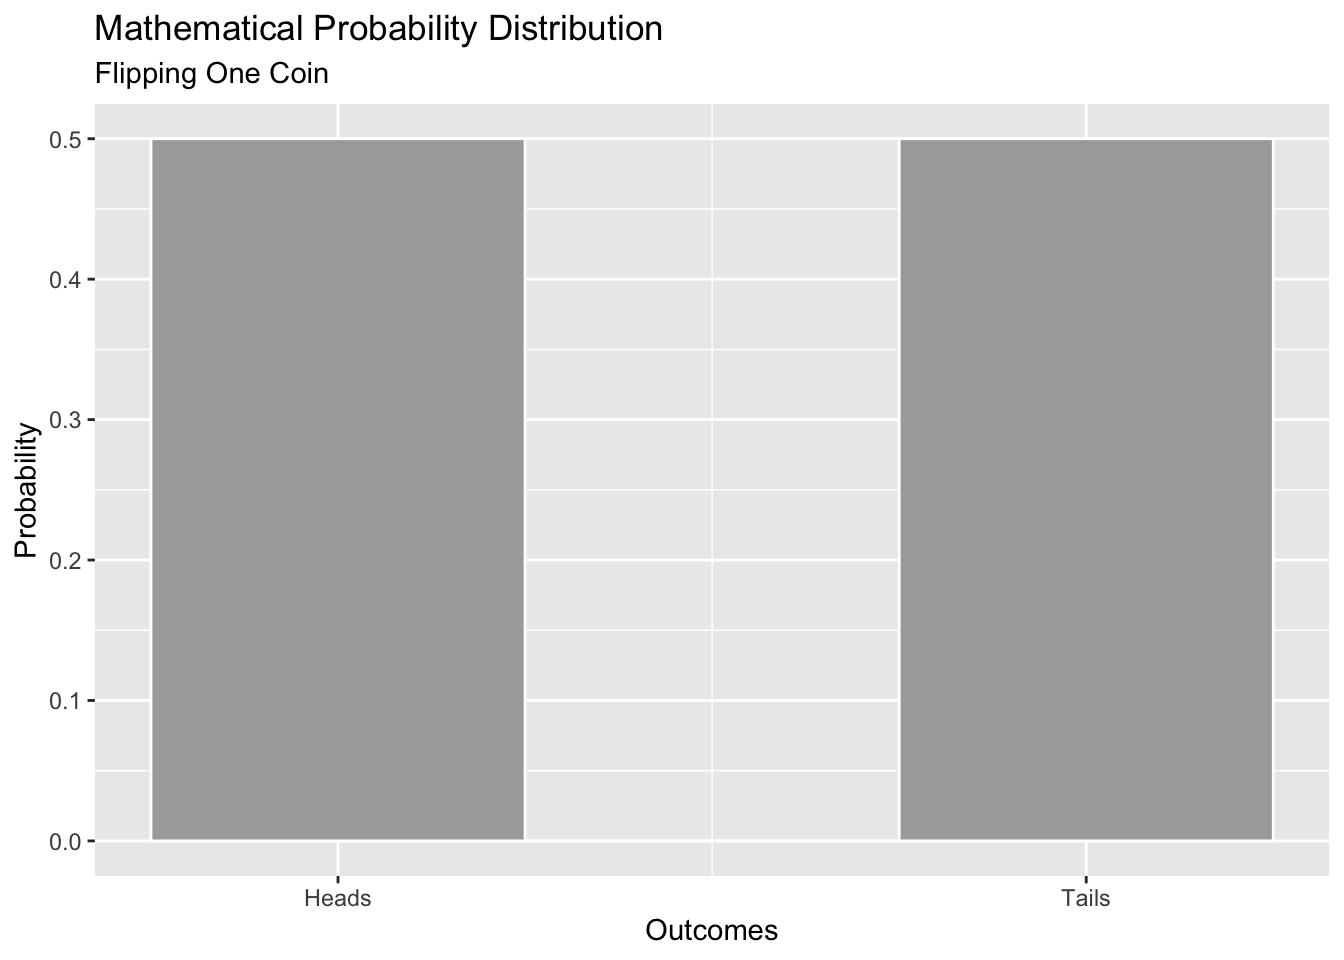 Mathematical Probability Distribution
Flipping One Coin
0.5
0.4
0.3
0.2
0.1
0.0
Probability
Heads Tails
Outcomes